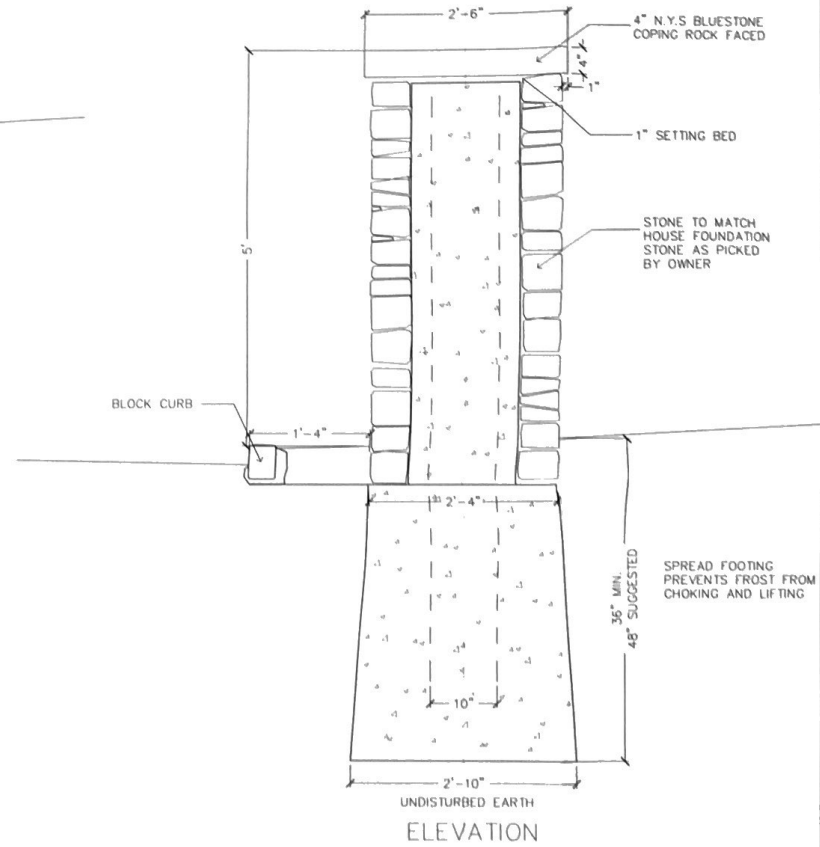 2'-6"
4" N.Y.S BLUESTONE
COPING ROCK FACED
4"
1"
1" SETTING BED
STONE TO MATCH
HOUSE FOUNDATION
STONE AS PICKED
BY OWNER
5'
BLOCK CURB
1'-4"
2'-4"
36" MIN.
48" SUGGESTED
SPREAD FOOTING
PREVENTS FROST FROM
CHOKING AND LIFTING
10"
2'-10"
UNDISTURBED EARTH
ELEVATION